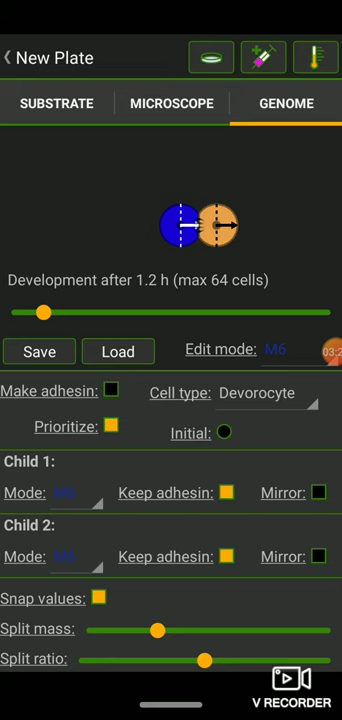 New Plate
SUBSTRATE MICROSCOPE GENOME
Development after 1.2 h (max 64 cells)
Save Load Edit mode: M6
Make adhesin: Cell type: Devorocyte
Prioritize: Initial:
Child 1:
Mode: M6 Keep adhesin: Mirror:
Child 2:
Mode: M6 Keep adhesin: Mirror:
Snap values:
Split mass:
Split ratio:
V RECORDER